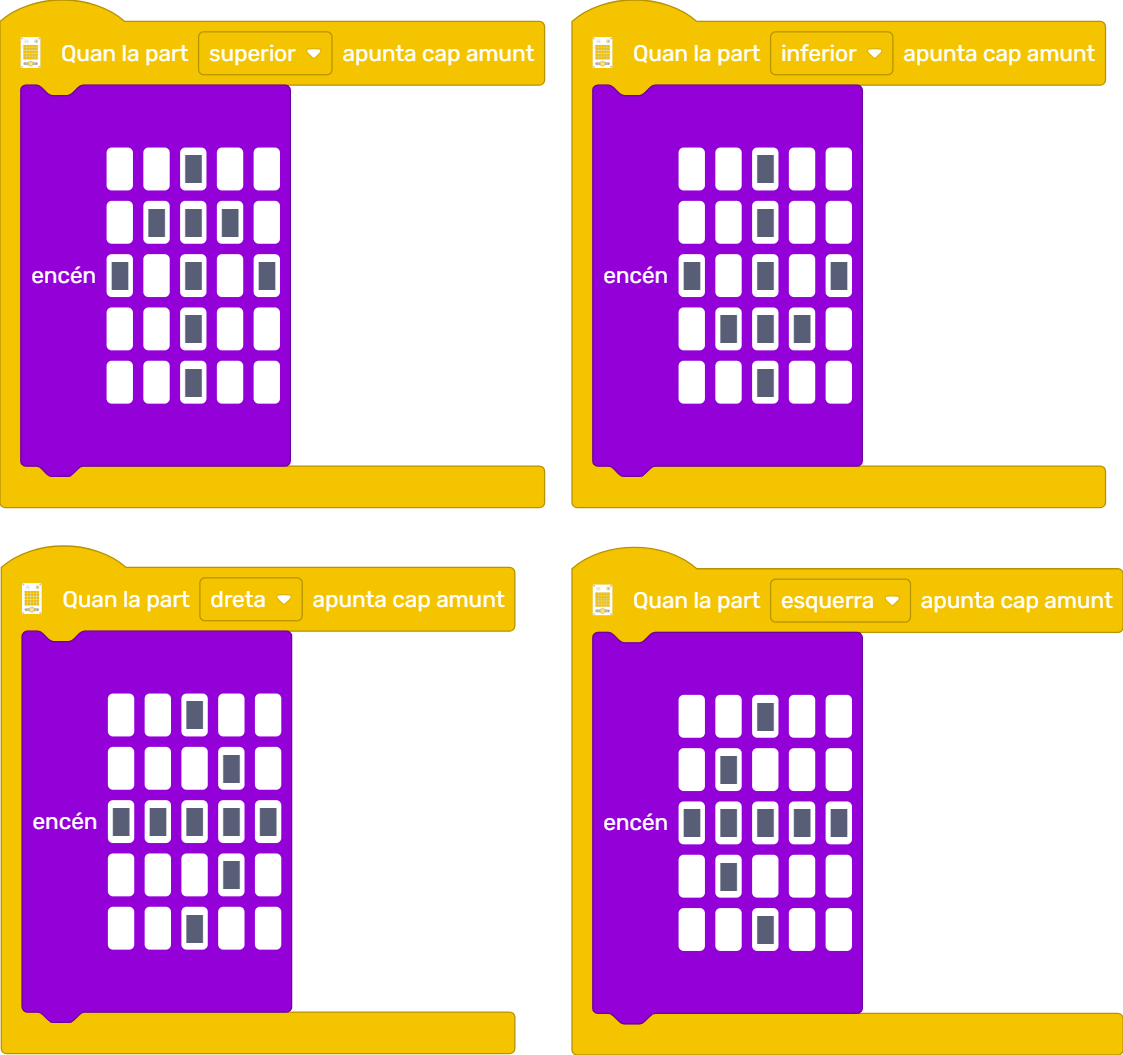 Quan la part superior apunta cap amunt
encén
Quan la part inferior apunta cap amunt
encén
Quan la part dreta apunta cap amunt
encén
Quan la part esquerra apunta cap amunt
encén